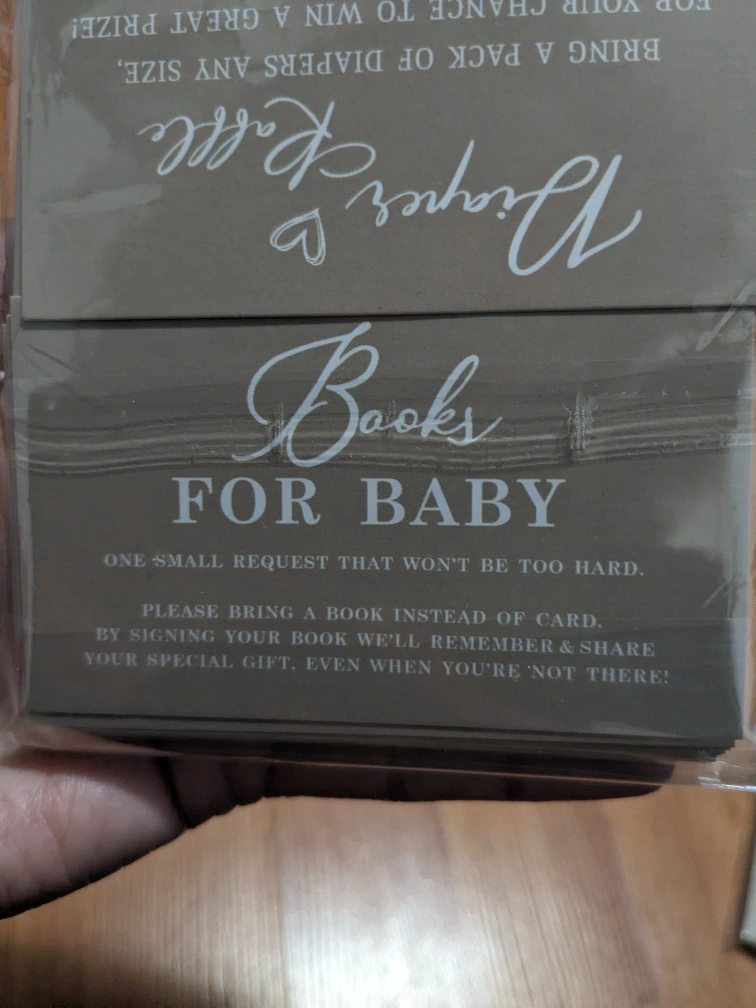 Books
FOR BABY
ONE SMALL REQUEST THAT WON'T BE TOO HARD.
PLEASE BRING A BOOK INSTEAD OF CARD.
BY SIGNING YOUR BOOK WE'LL REMEMBER & SHARE
YOUR SPECIAL GIFT, EVEN WHEN YOU'RE NOT THERE!
Diaper
Raffle
BRING A PACK OF DIAPERS ANY SIZE,
FOR YOUR CHANCE TO WIN A GREAT PRIZE!